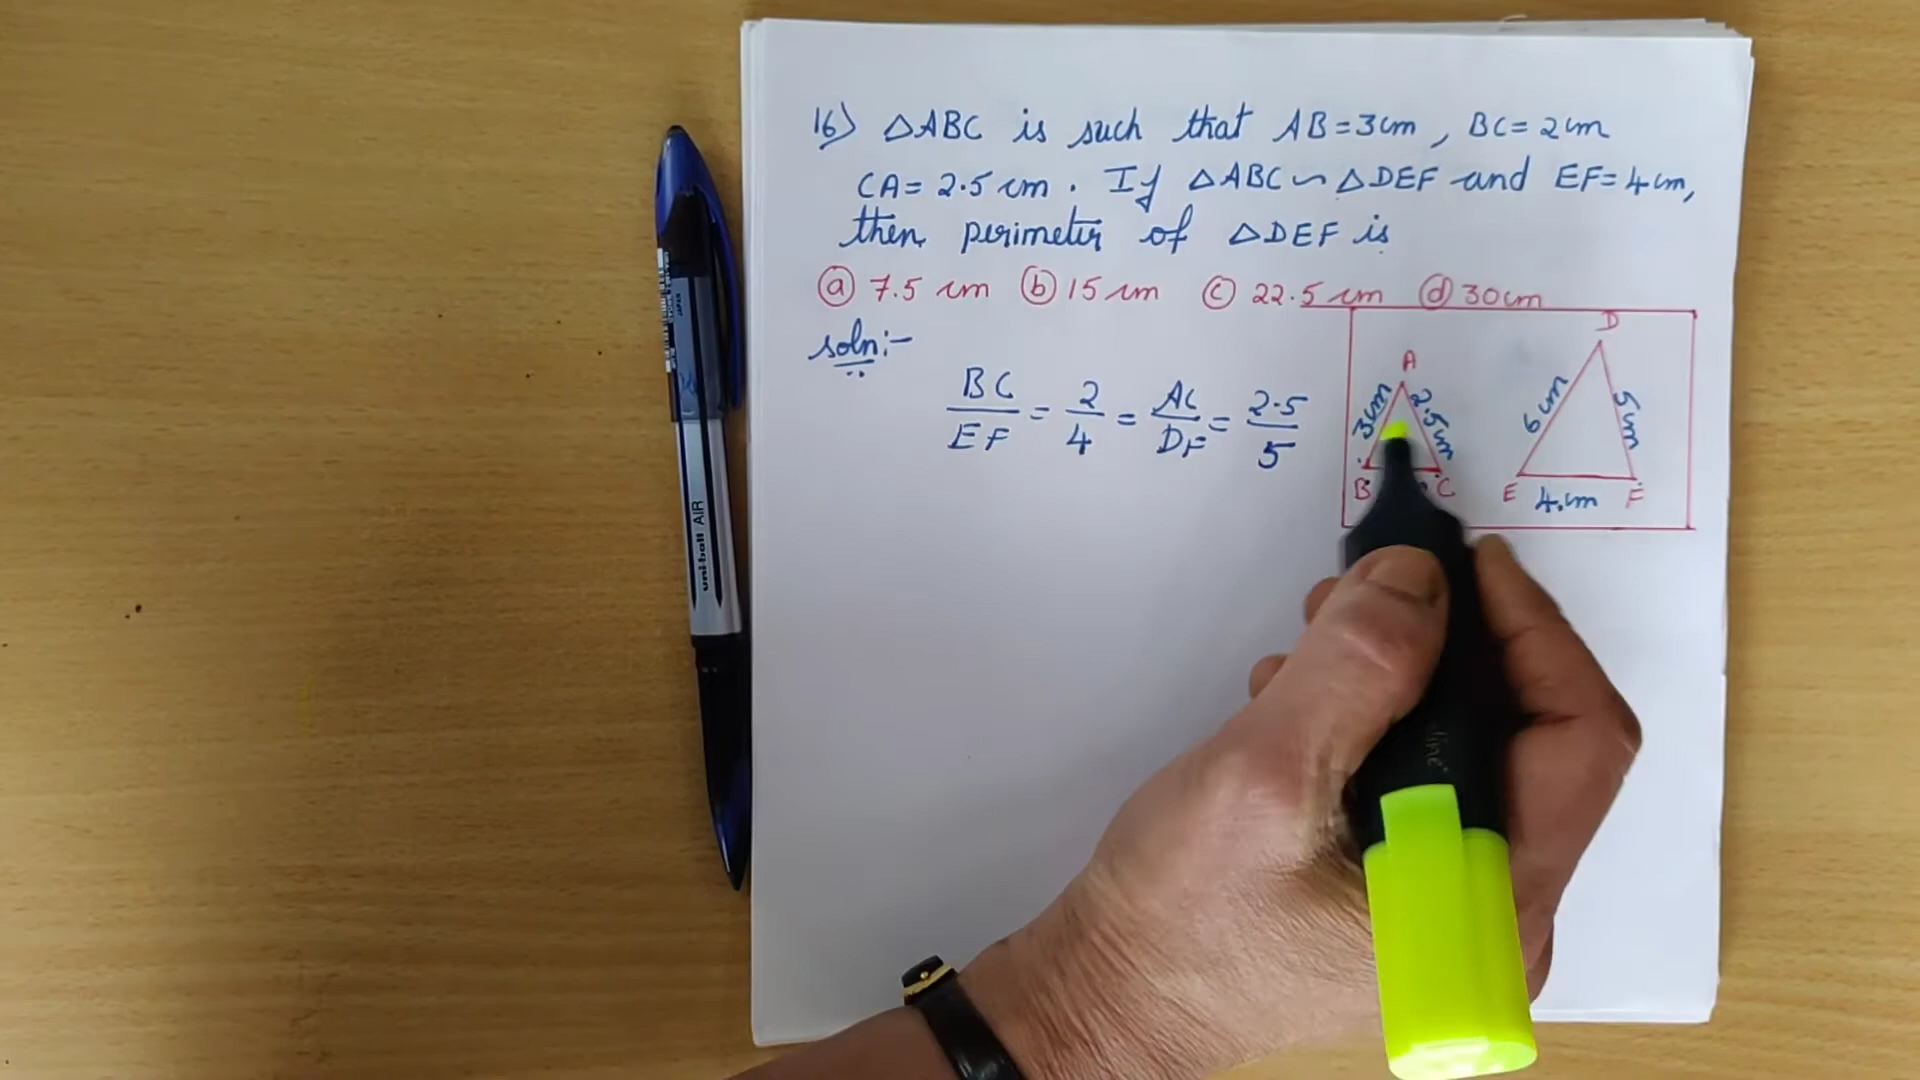 16) △ABC is such that AB=3cm, BC=2cm
CA=2.5cm. If △ABC ∽ △DEF and EF=4cm,
then perimeter of △DEF is
ⓐ 7.5 cm ⓑ 15 cm ⓒ 22.5 cm ⓓ 30cm
soln:-
BC/EF = 2/4 = AC/DF = 2.5/5
A
3cm
2.5cm
B
C
D
6cm
5cm
E
4.cm
F
uni-ball AIR